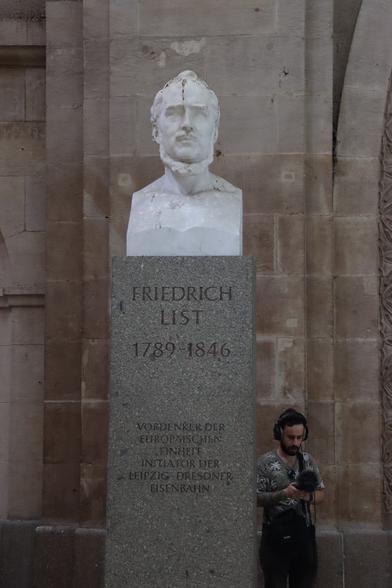 FRIEDRICH
LIST
1789-1846
VORDENKER DER
EUROPÄISCHEN
EINHEIT
INITIATOR DER
LEIPZIG-DRESDNER
EISENBAHN